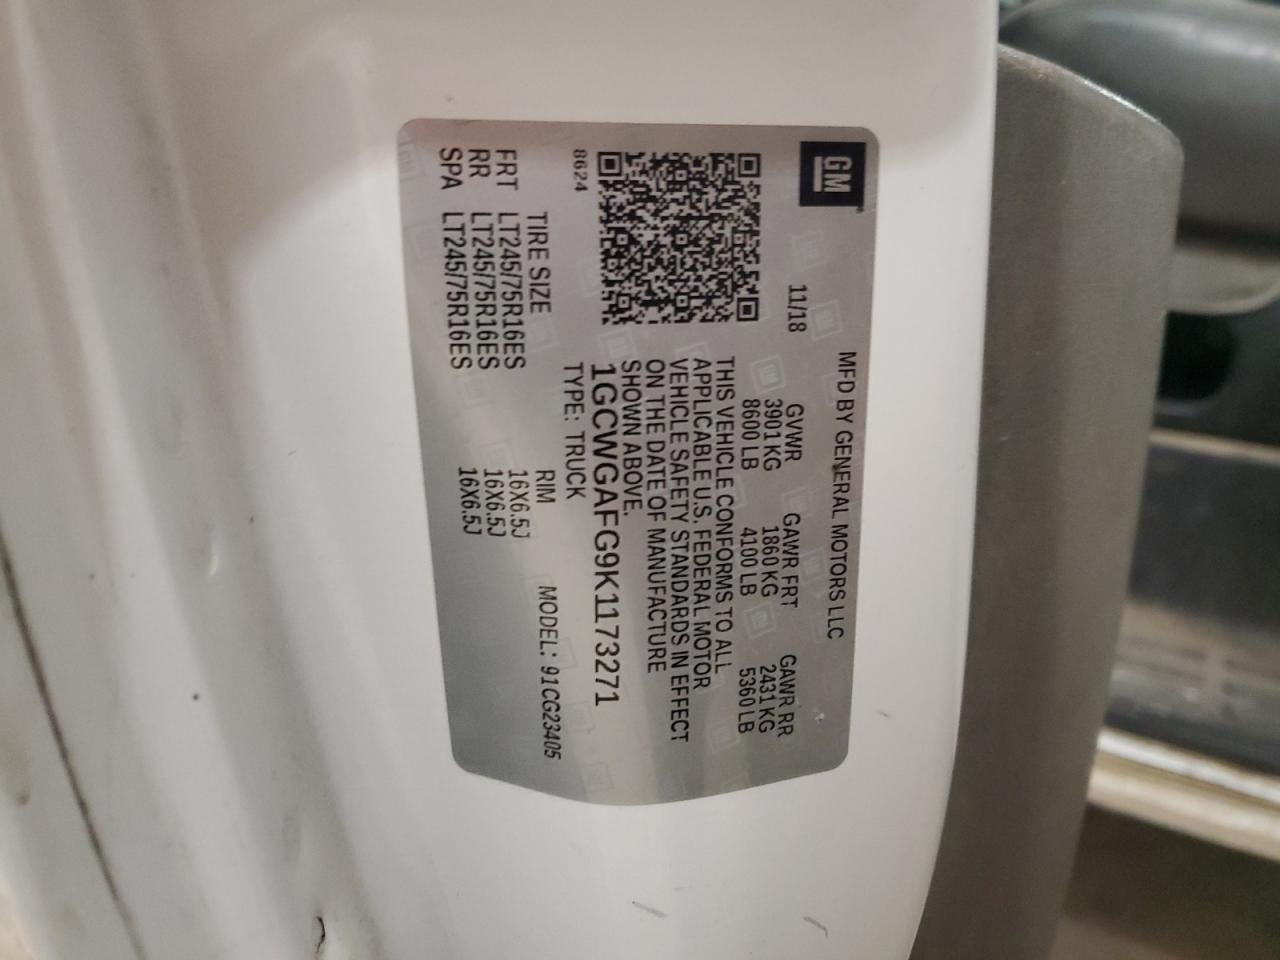 GM
MFD BY GENERAL MOTORS LLC
11/18
GVWR GAWR FRT GAWR RR
3901 KG 1860 KG 2431 KG
8600 LB 4100 LB 5360 LB
THIS VEHICLE CONFORMS TO ALL
APPLICABLE U.S. FEDERAL MOTOR
VEHICLE SAFETY STANDARDS IN EFFECT
ON THE DATE OF MANUFACTURE
SHOWN ABOVE.
1GCWGAFG9K1173271
8624
TYPE: TRUCK
TIRE SIZE RIM MODEL: 91CG23405
FRT LT245/75R16ES 16X6.5J
RR LT245/75R16ES 16X6.5J
SPA LT245/75R16ES 16X6.5J